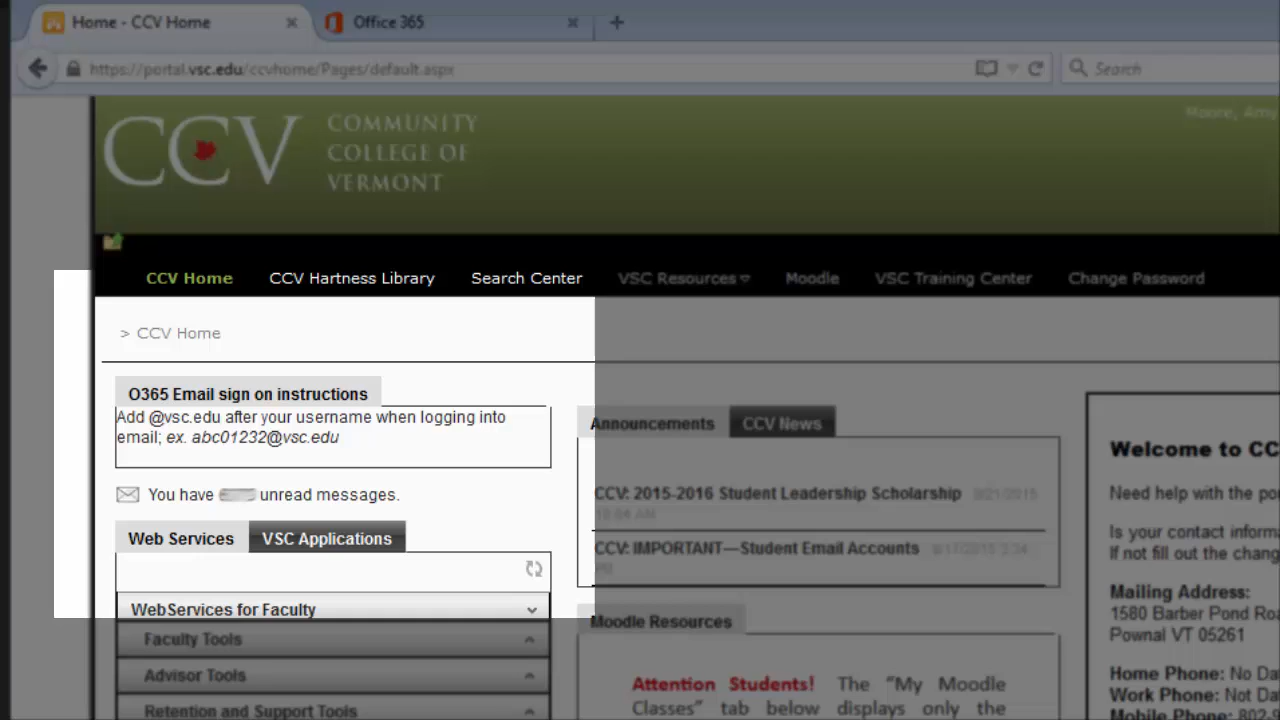 Home - CCV Home
Office 365
https://portal.vsc.edu/ccvhome/Pages/default.aspx
Search
CCV
COMMUNITY
COLLEGE OF
VERMONT
Moore, Amy
CCV Home
CCV Hartness Library
Search Center
VSC Resources
Moodle
VSC Training Center
Change Password
> CCV Home
O365 Email sign on instructions
Add @vsc.edu after your username when logging into
email; ex. abc01232@vsc.edu
You have unread messages.
Web Services
VSC Applications
WebServices for Faculty
Faculty Tools
Advisor Tools
Retention and Support Tools
Announcements
CCV News
CCV: 2015-2016 Student Leadership Scholarship
CCV: IMPORTANT—Student Email Accounts
Moodle Resources
Attention Students! The “My Moodle
Classes” tab below displays only the
Welcome to CC
Need help with the po
Is your contact inform
If not fill out the chang
Mailing Address:
1580 Barber Pond Roa
Pownal VT 05261
Home Phone: No Da
Work Phone: Not Da
Mobile Phone: 802-